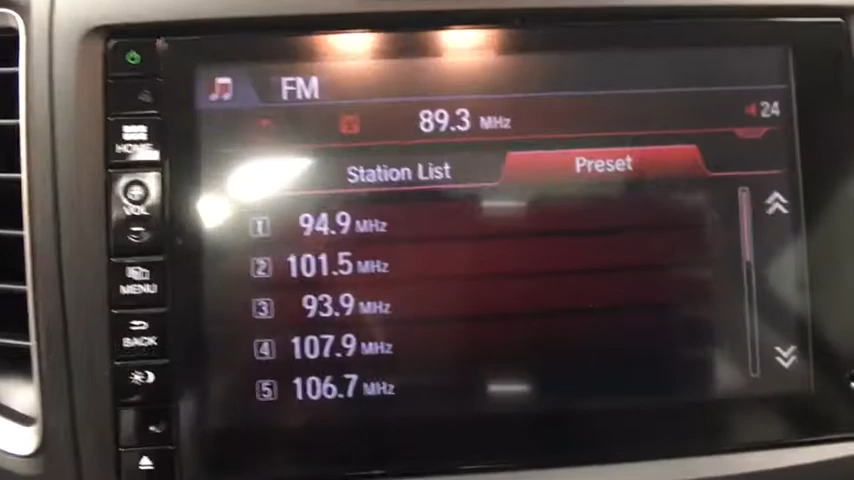 FM
89.3 MHz
24
Station List
Preset
1 94.9 MHz
2 101.5 MHz
3 93.9 MHz
4 107.9 MHz
5 106.7 MHz
HOME
VOL
MENU
BACK